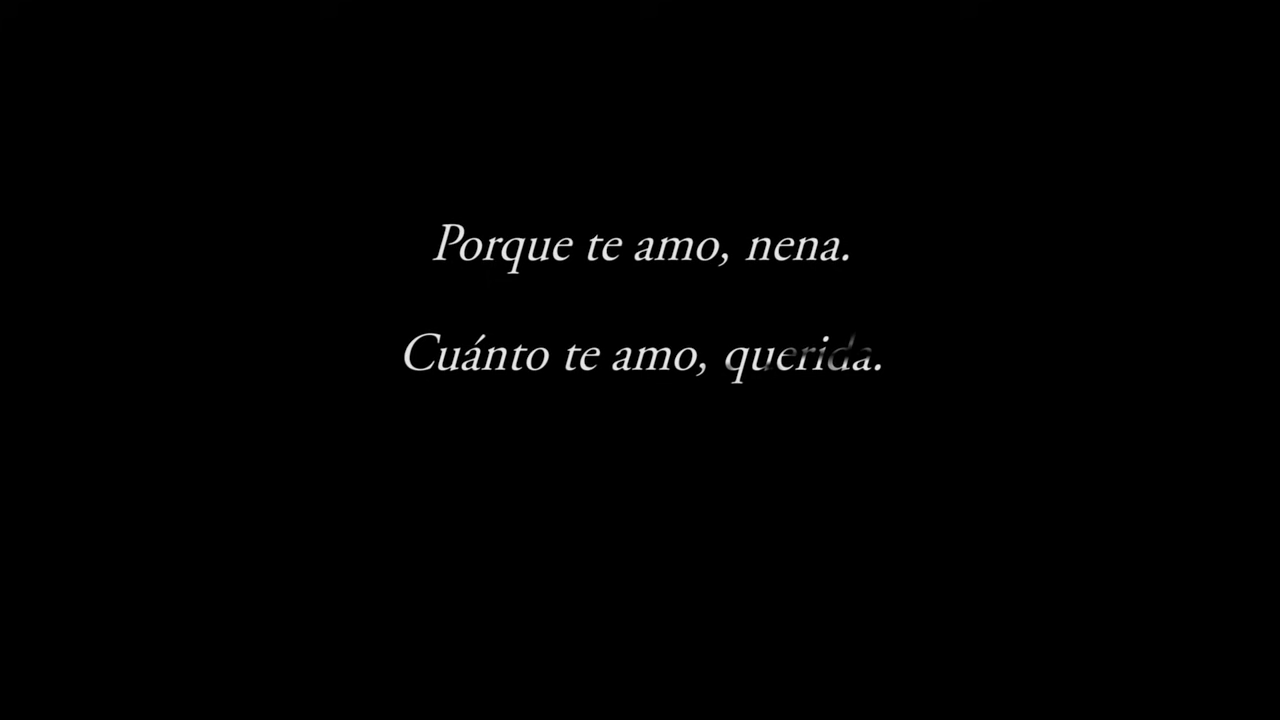 Porque te amo, nena.
Cuánto te amo, querida.